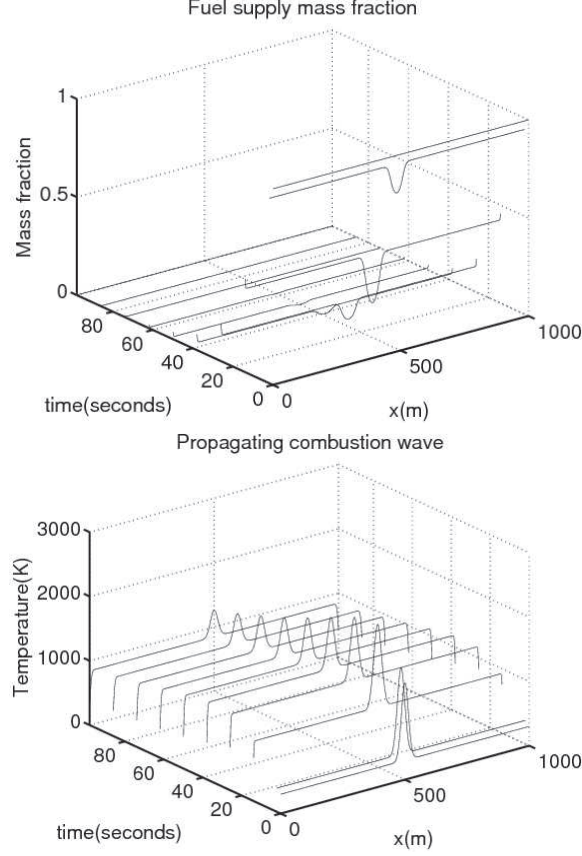 Fuel supply mass fraction
1
0.5
0
Mass fraction
80
60
40
20
0
time(seconds)
0
500
1000
x(m)
Propagating combustion wave
3000
2000
1000
0
Temperature(K)
80
60
40
20
0
time(seconds)
0
500
1000
x(m)